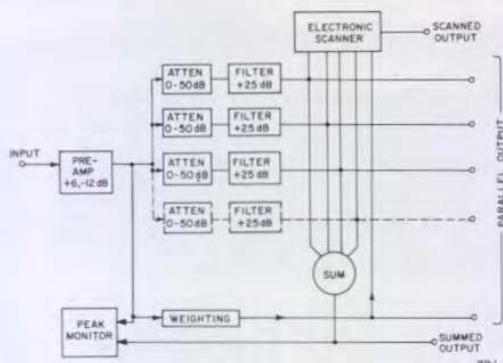 ELECTRONIC
SCANNER
SCANNED
OUTPUT
ATTEN
0-50dB
FILTER
+25dB
ATTEN
0-50dB
FILTER
+25dB
INPUT
PRE-
AMP
+6,-12dB
ATTEN
0-50dB
FILTER
+25dB
ATTEN
0-50dB
FILTER
+25dB
PARALLEL OUTPUT
SUM
PEAK
MONITOR
WEIGHTING
SUMMED
OUTPUT